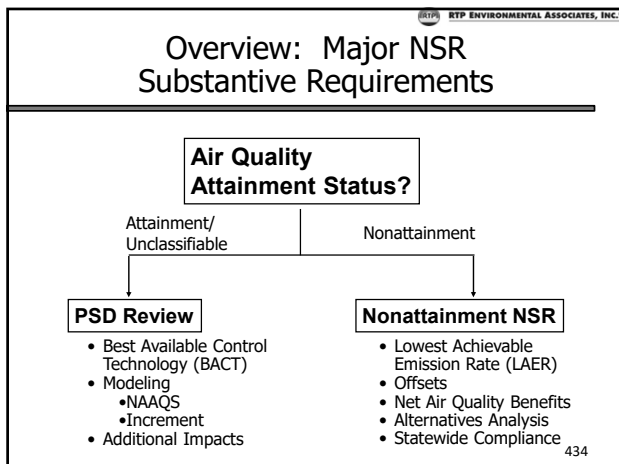 RTP RTP ENVIRONMENTAL ASSOCIATES, INC.
Overview: Major NSR
Substantive Requirements
Air Quality
Attainment Status?
Attainment/
Unclassifiable
Nonattainment
PSD Review
• Best Available Control
Technology (BACT)
• Modeling
•NAAQS
•Increment
• Additional Impacts
Nonattainment NSR
• Lowest Achievable
Emission Rate (LAER)
• Offsets
• Net Air Quality Benefits
• Alternatives Analysis
• Statewide Compliance
434